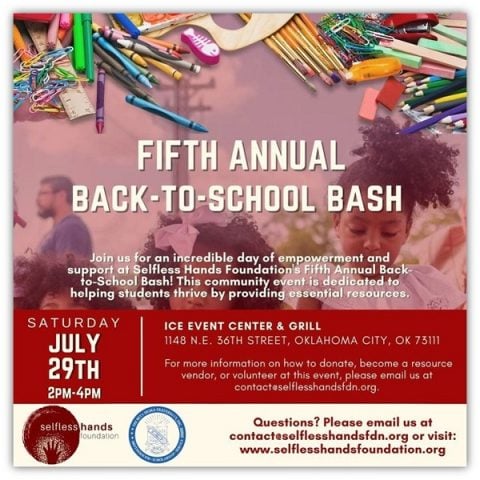 FIFTH ANNUAL
BACK-TO-SCHOOL BASH
Join us for an incredible day of empowerment and
support at Selfless Hands Foundation's Fifth Annual Back-
to-School Bash! This community event is dedicated to
helping students thrive by providing essential resources.
SATURDAY
JULY
29TH
2PM-4PM
ICE EVENT CENTER & GRILL
1148 N.E. 36TH STREET, OKLAHOMA CITY, OK 73111
For more information on how to donate, become a resource
vendor, or volunteer at this event, please email us at
contact@selflesshandsfdn.org.
selfless hands
foundation
Questions? Please email us at
contact@selflesshandsfdn.org or visit:
www.selflesshandsfoundation.org